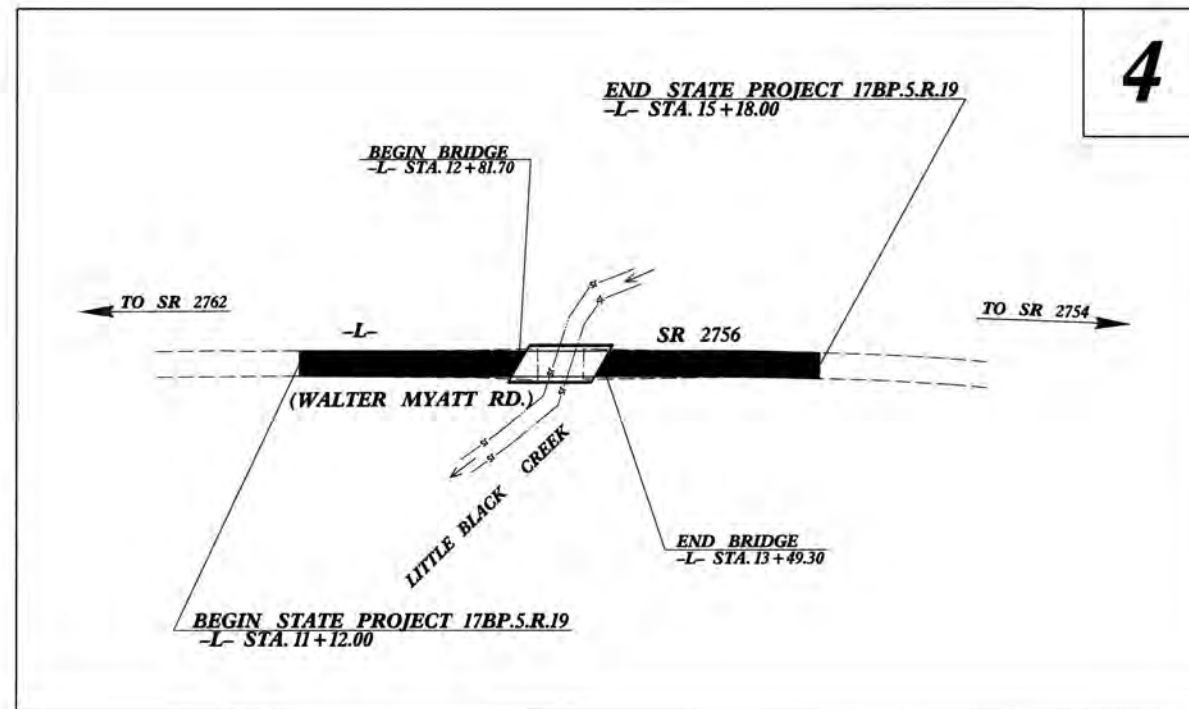 4
END STATE PROJECT 17BP.5.R.19
-L- STA. 15+18.00
BEGIN BRIDGE
-L- STA. 12+81.70
TO SR 2762
TO SR 2754
-L-
SR 2756
(WALTER MYATT RD.)
LITTLE BLACK CREEK
END BRIDGE
-L- STA. 13+49.30
BEGIN STATE PROJECT 17BP.5.R.19
-L- STA. 11+12.00